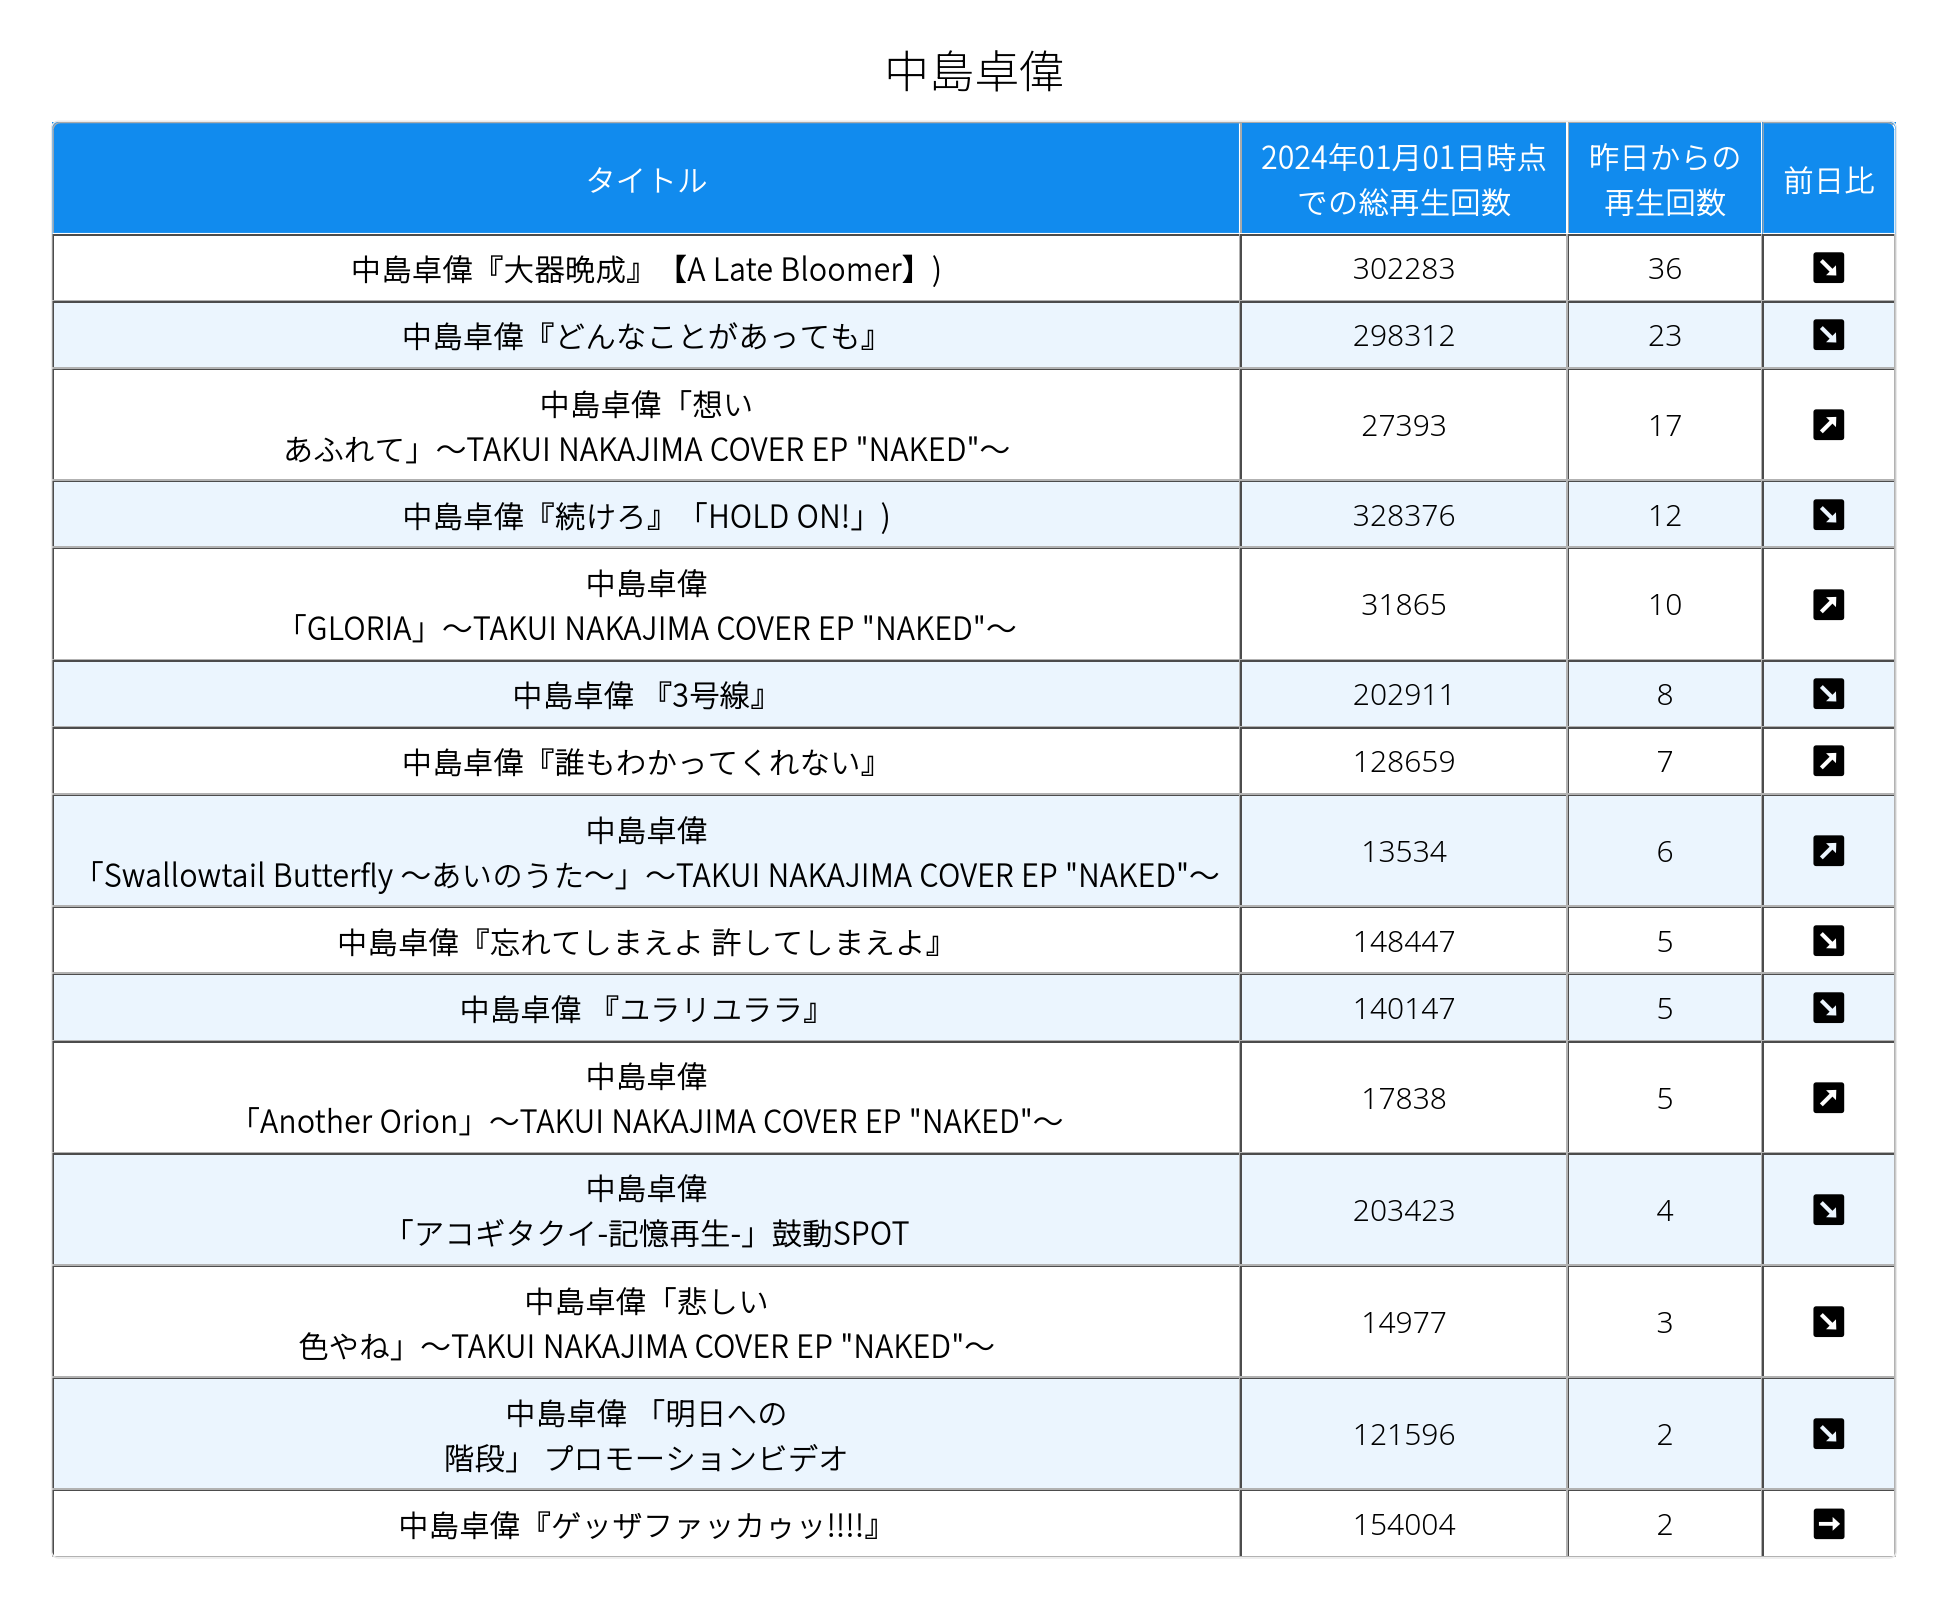 中島卓偉
タイトル
2024年01月01日時点
での総再生回数
昨日からの
再生回数
前日比
中島卓偉『大器晩成』【A Late Bloomer】)
302283
36
中島卓偉『どんなことがあっても』
298312
23
中島卓偉「想い
あふれて」〜TAKUI NAKAJIMA COVER EP "NAKED"〜
27393
17
中島卓偉『続けろ』「HOLD ON!」)
328376
12
中島卓偉
「GLORIA」〜TAKUI NAKAJIMA COVER EP "NAKED"〜
31865
10
中島卓偉 『3号線』
202911
8
中島卓偉『誰もわかってくれない』
128659
7
中島卓偉
「Swallowtail Butterfly 〜あいのうた〜」〜TAKUI NAKAJIMA COVER EP "NAKED"〜
13534
6
中島卓偉『忘れてしまえよ 許してしまえよ』
148447
5
中島卓偉 『ユラリユララ』
140147
5
中島卓偉
「Another Orion」〜TAKUI NAKAJIMA COVER EP "NAKED"〜
17838
5
中島卓偉
「アコギタクイ-記憶再生-」鼓動SPOT
203423
4
中島卓偉「悲しい
色やね」〜TAKUI NAKAJIMA COVER EP "NAKED"〜
14977
3
中島卓偉 「明日への
階段」 プロモーションビデオ
121596
2
中島卓偉『ゲッザファッカゥッ!!!!』
154004
2